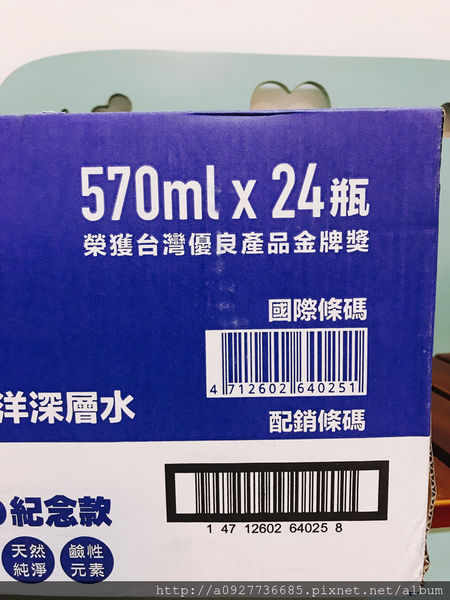 570ml x 24瓶
榮獲台灣優良產品金牌獎
國際條碼
4 712602 640251
洋深層水
配銷條碼
紀念款
1 47 12602 64025 8
天然
純淨
鹼性
元素
http://a0927736685.pixnet.net/album